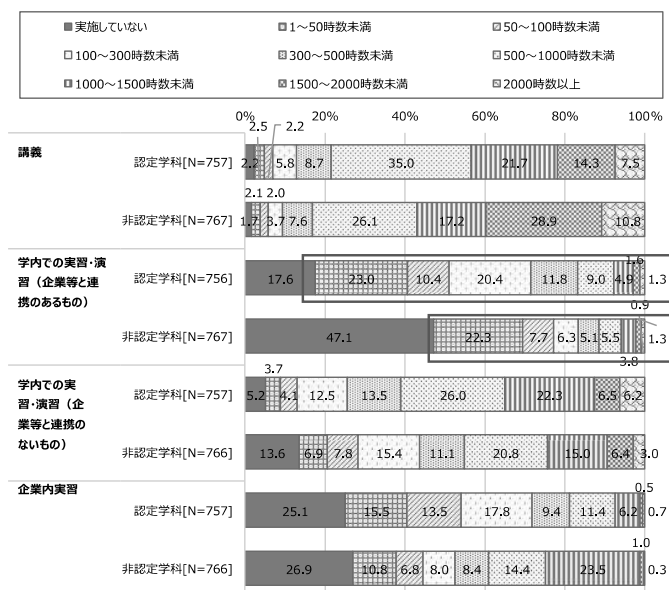 ■実施していない
1～50時数未満
50～100時数未満
100～300時数未満
300～500時数未満
500～1000時数未満
1000～1500時数未満
1500～2000時数未満
2000時数以上
0% 20% 40% 60% 80% 100%
講義
2.5 2.2
認定学科[N=757] 2.2 5.8 8.7 35.0 21.7 14.3 7.5
2.1 2.0
非認定学科[N=767] 1.7 3.7 7.6 26.1 17.2 28.9 10.8
学内での実習・演
習（企業等と連
携のあるもの）
1.6
認定学科[N=756] 17.6 23.0 10.4 20.4 11.8 9.0 4.9 1.3
0.9
非認定学科[N=767] 47.1 22.3 7.7 6.3 5.1 5.5 1.3
3.8
学内での実
習・演習（企
業等と連携の
ないもの）
3.7
認定学科[N=757] 5.2 4.1 12.5 13.5 26.0 22.3 6.5 6.2
非認定学科[N=766] 13.6 6.9 7.8 15.4 11.1 20.8 15.0 6.4 3.0
企業内実習
0.5
認定学科[N=757] 25.1 15.5 13.5 17.8 9.4 11.4 6.2 0.7
1.0
非認定学科[N=766] 26.9 10.8 6.8 8.0 8.4 14.4 23.5 0.3